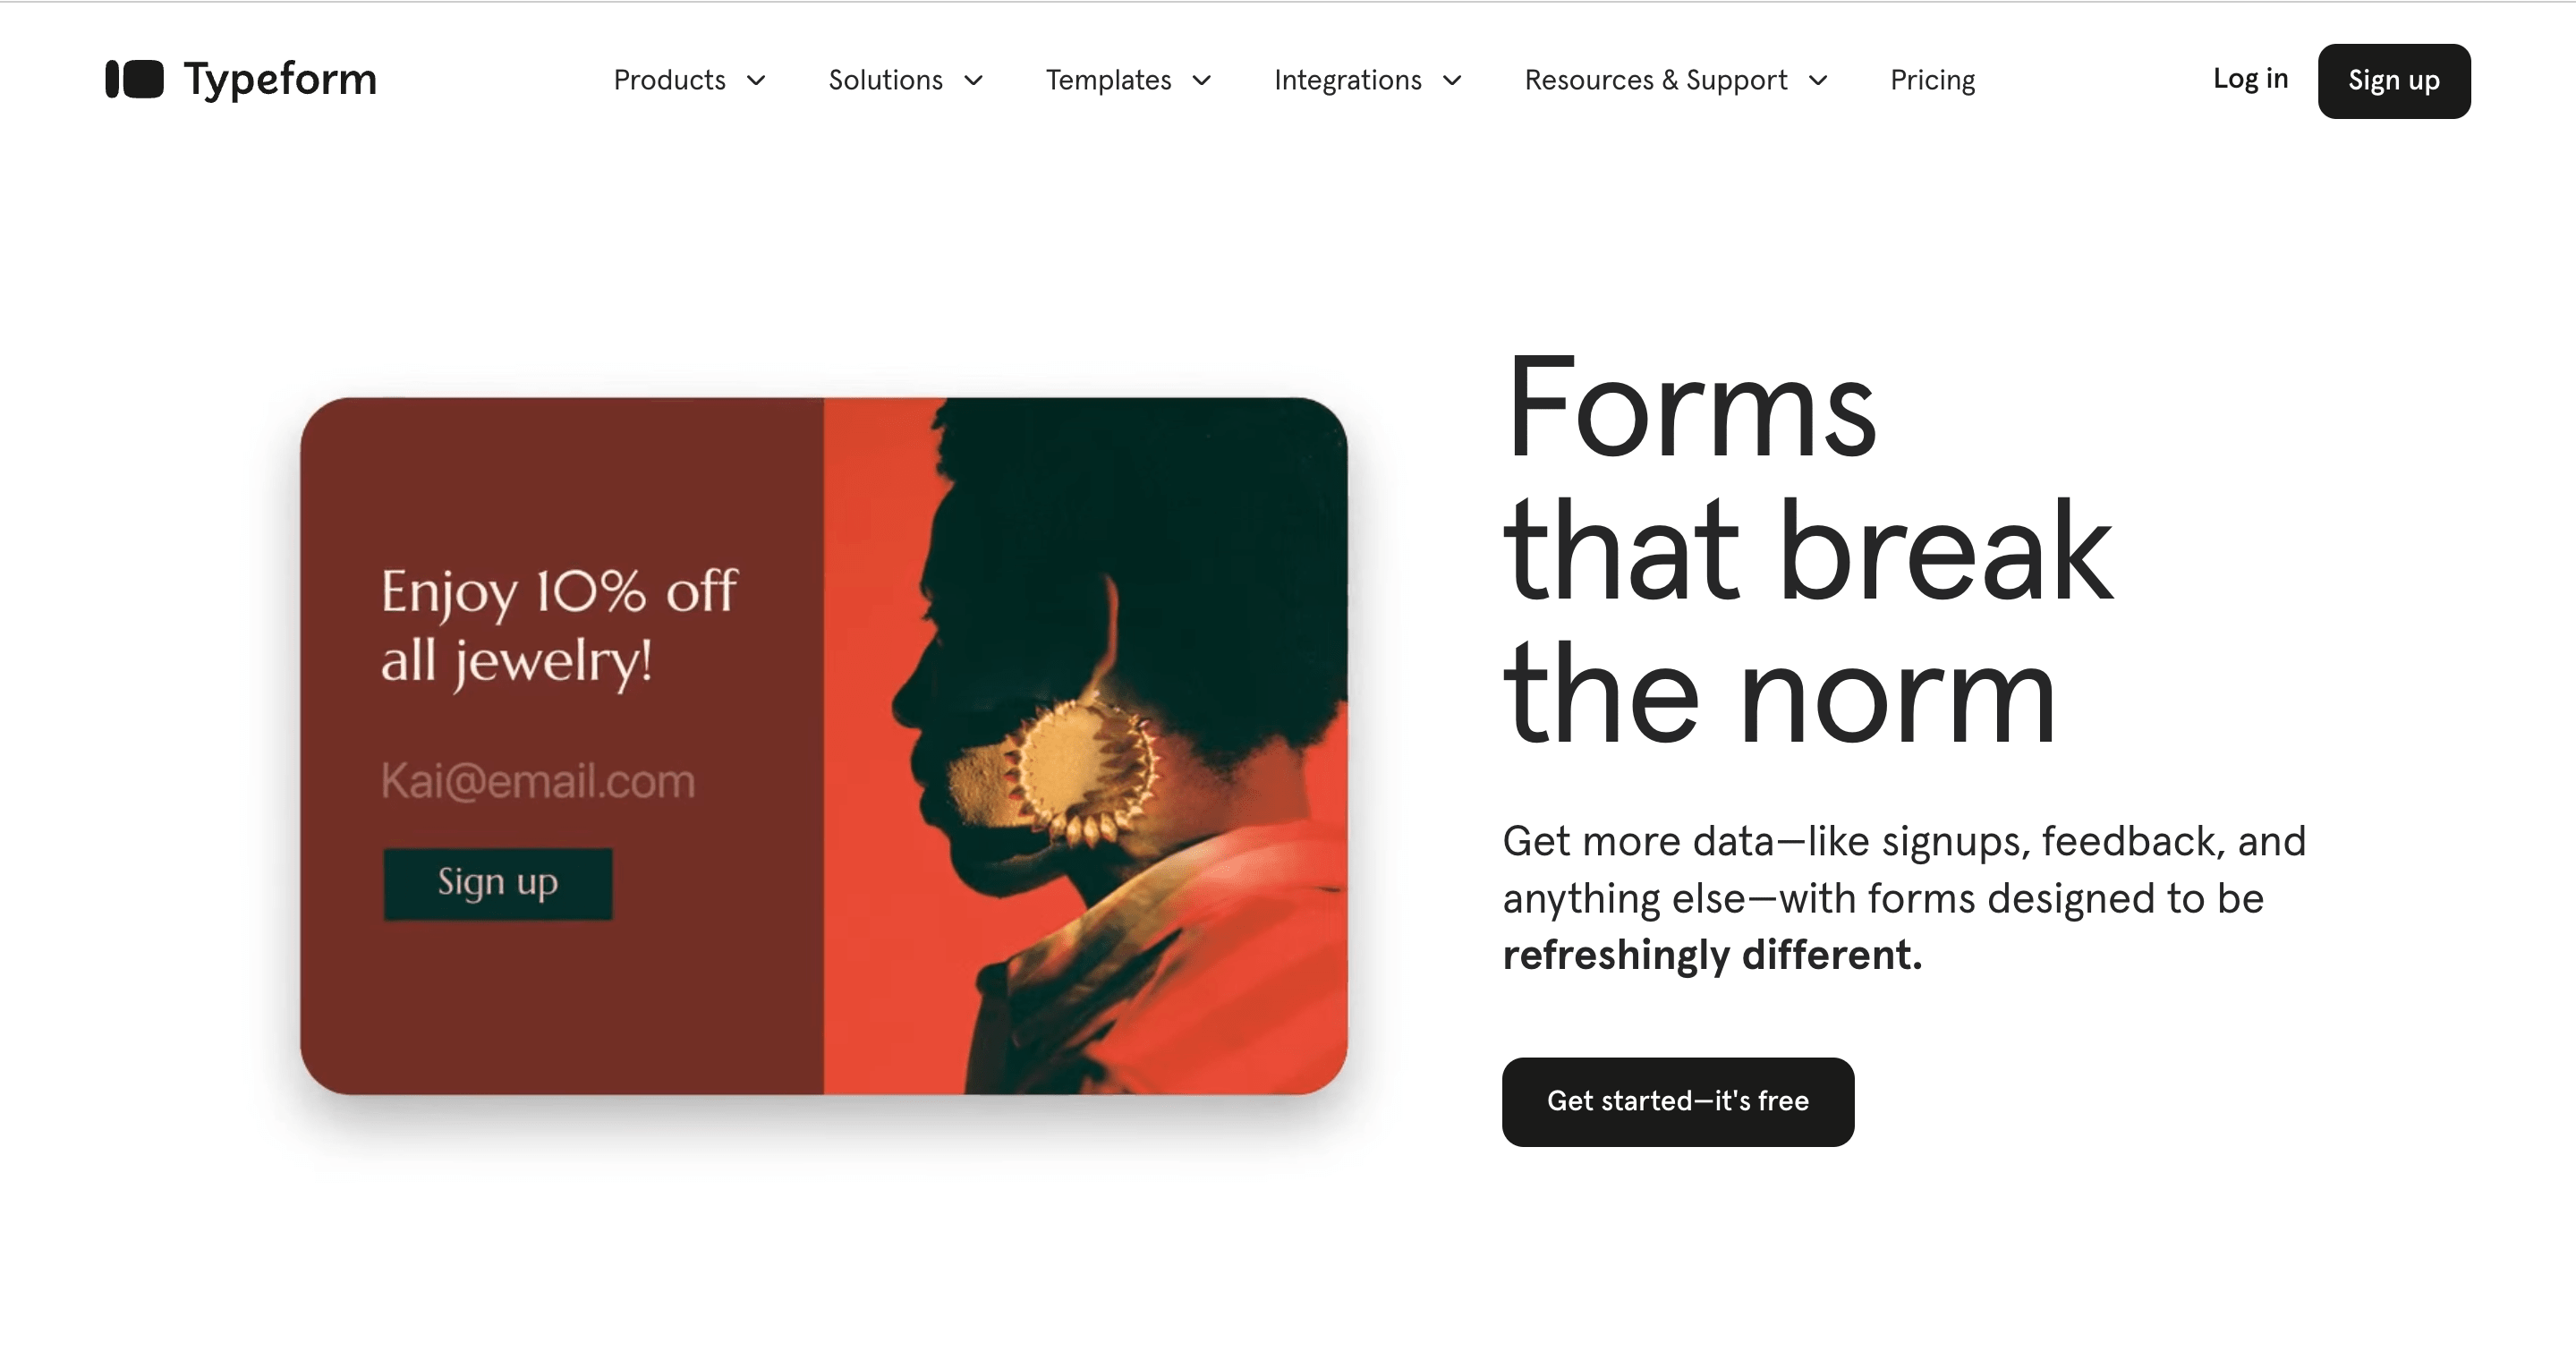 Typeform
Products
Solutions
Templates
Integrations
Resources & Support
Pricing
Log in
Sign up
Enjoy 10% off
all jewelry!
Kai@email.com
Sign up
Forms
that break
the norm
Get more data—like signups, feedback, and
anything else—with forms designed to be
refreshingly different.
Get started—it's free